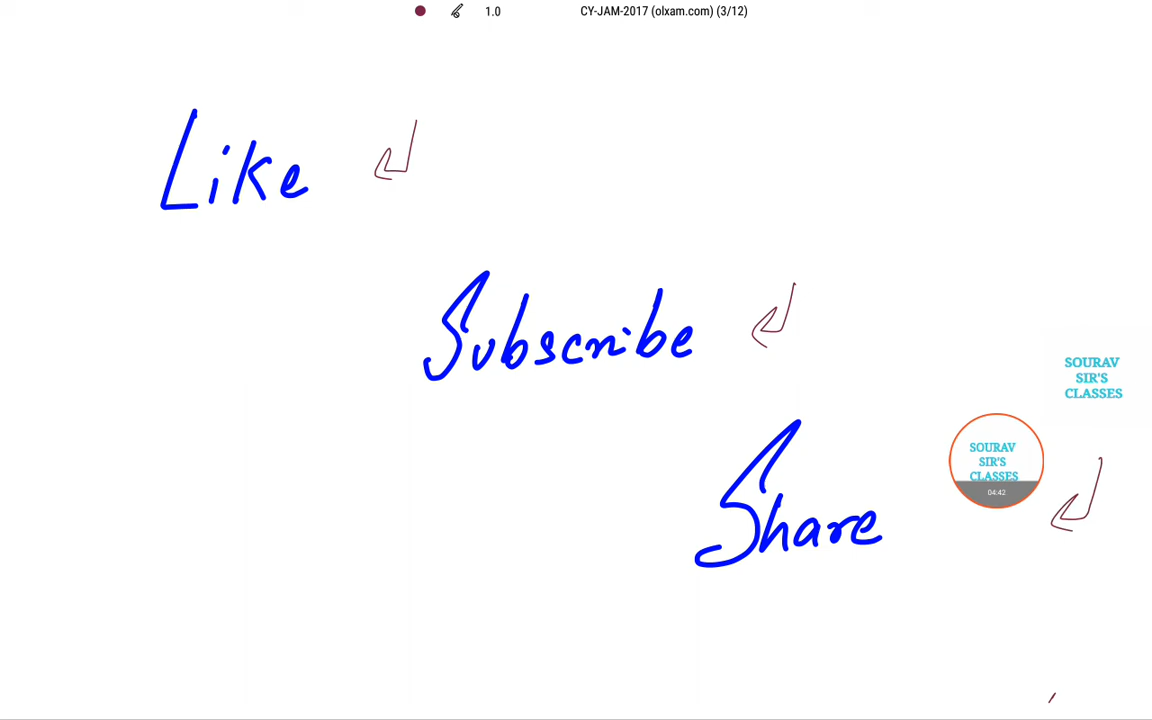 1.0 CY-JAM-2017 (olxam.com) (3/12)
Like
Subscribe
SOURAV
SIR'S
CLASSES
Share
SOURAV
SIR'S
CLASSES
04:42